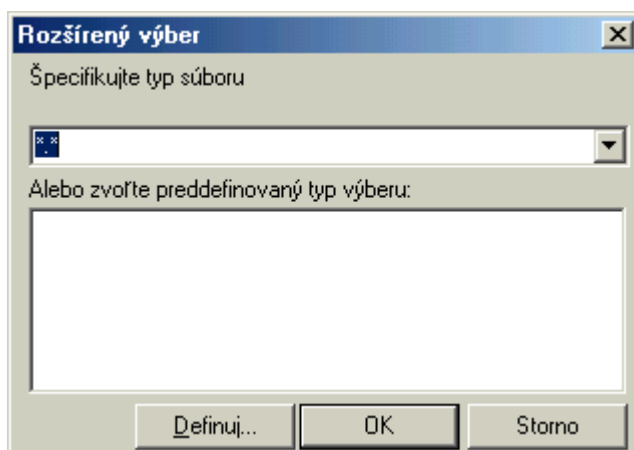 Rozšírený výber
Špecifikujte typ súboru
*.*
Alebo zvoľte preddefinovaný typ výberu:
Definuj...
OK
Storno